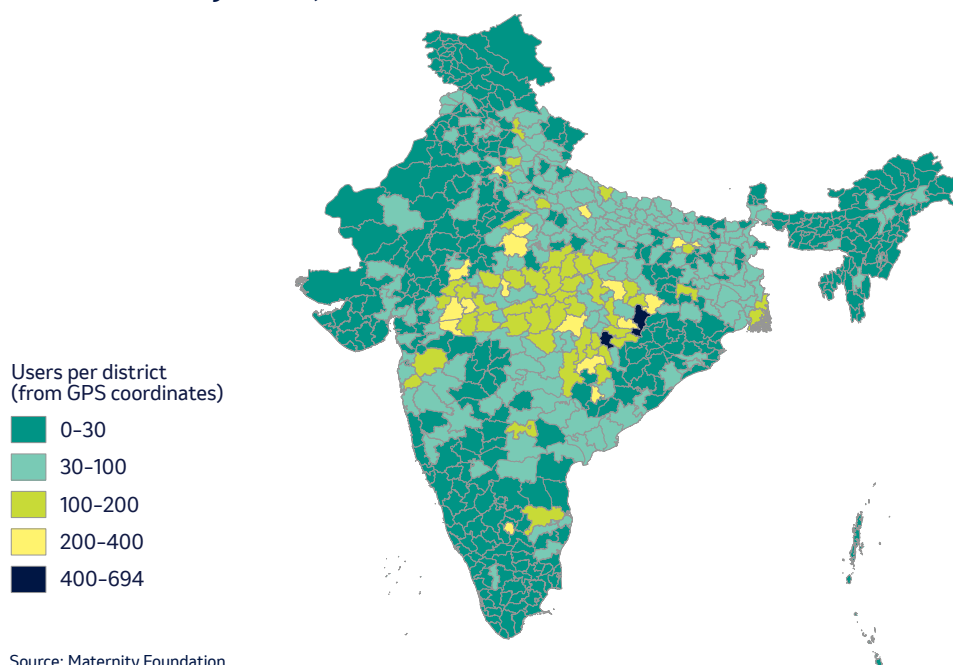 Users per district
(from GPS coordinates)
0–30
30–100
100–200
200–400
400–694
Source: Maternity Foundation